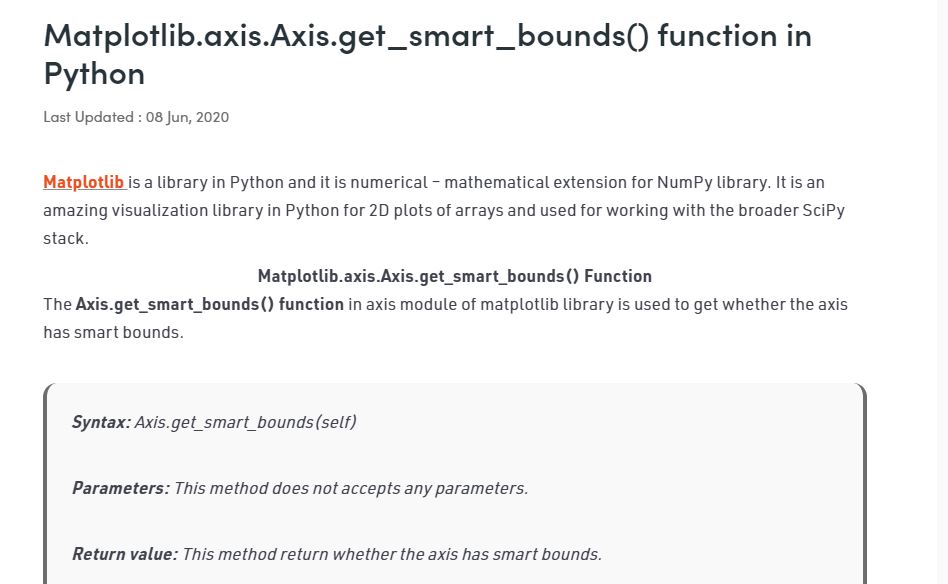 Matplotlib.axis.Axis.get_smart_bounds() function in
Python
Last Updated : 08 Jun, 2020
Matplotlib is a library in Python and it is numerical – mathematical extension for NumPy library. It is an
amazing visualization library in Python for 2D plots of arrays and used for working with the broader SciPy
stack.
Matplotlib.axis.Axis.get_smart_bounds() Function
The Axis.get_smart_bounds() function in axis module of matplotlib library is used to get whether the axis
has smart bounds.
Syntax: Axis.get_smart_bounds(self)
Parameters: This method does not accepts any parameters.
Return value: This method return whether the axis has smart bounds.